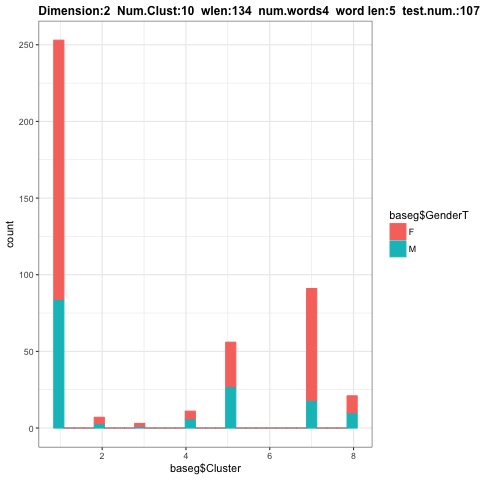 Dimension:2  Num.Clust:10  wlen:134  num.words4  word len:5  test.num.:107
250
200
150
100
50
0
count
2
4
6
8
baseg$Cluster
baseg$GenderT
F
M